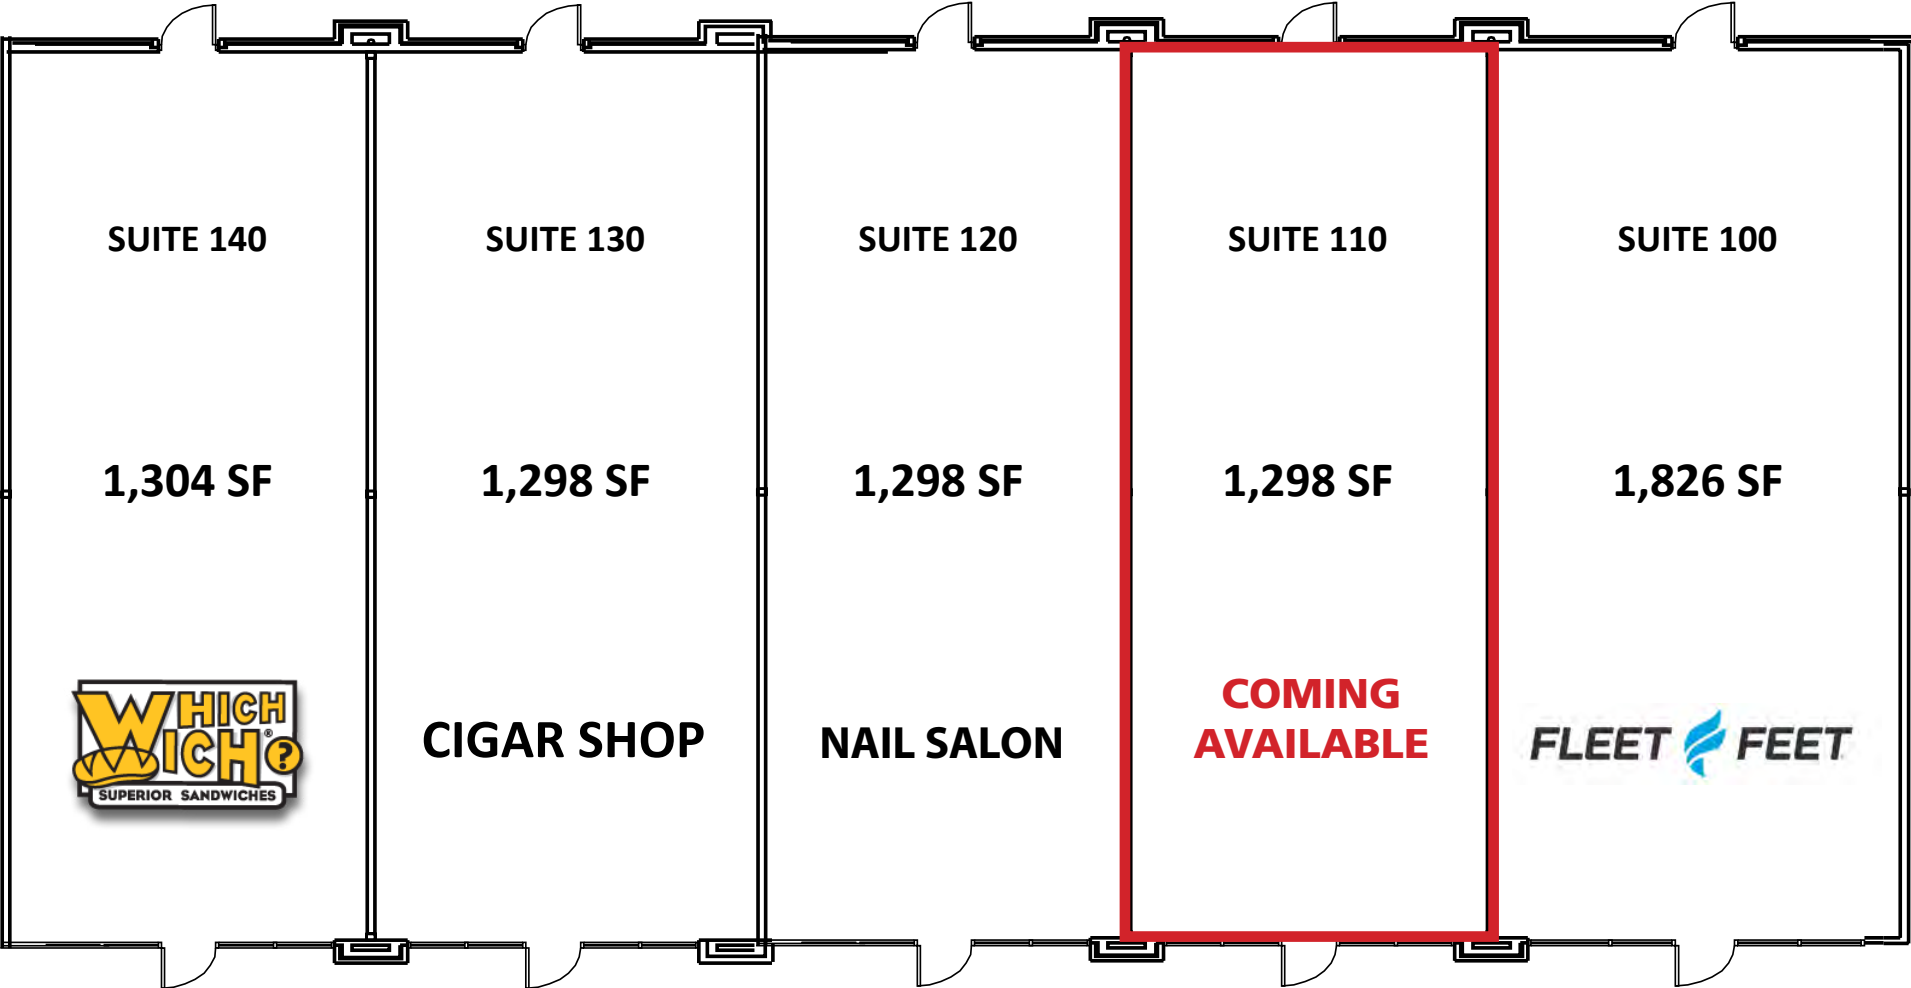 SUITE 140
SUITE 130
SUITE 120
SUITE 110
SUITE 100
1,304 SF
1,298 SF
1,298 SF
1,298 SF
1,826 SF
WHICH
WICH®?
SUPERIOR SANDWICHES
CIGAR SHOP
NAIL SALON
COMING
AVAILABLE
FLEET FEET